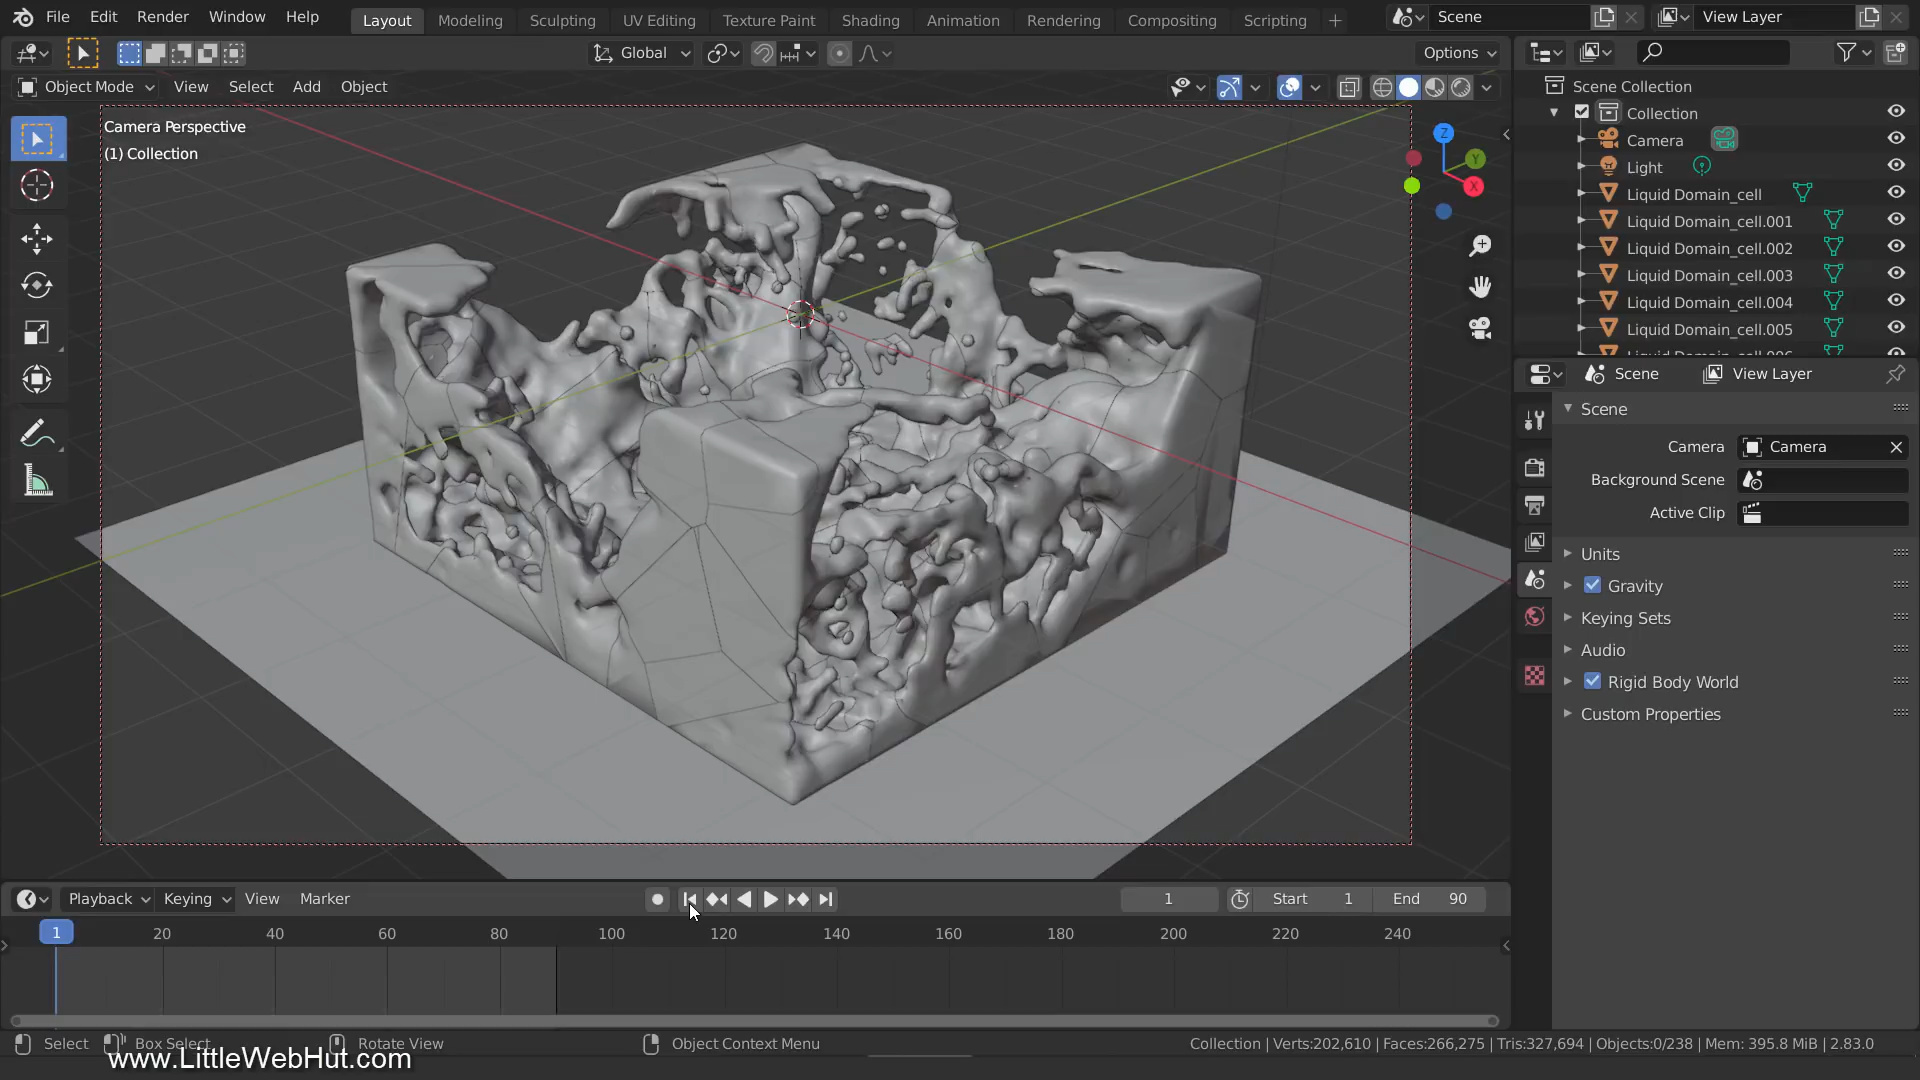 File Edit Render Window Help Layout Modeling Sculpting UV Editing Texture Paint Shading Animation Rendering Compositing Scripting + Scene View Layer
Global Options
Object Mode View Select Add Object
Camera Perspective
(1) Collection
Z
Y
X
Scene Collection
Collection
Camera
Light
Liquid Domain_cell
Liquid Domain_cell.001
Liquid Domain_cell.002
Liquid Domain_cell.003
Liquid Domain_cell.004
Liquid Domain_cell.005
Scene View Layer
Scene
Camera Camera
Background Scene
Active Clip
Units
Gravity
Keying Sets
Audio
Rigid Body World
Custom Properties
Playback Keying View Marker 1 Start 1 End 90
1 20 40 60 80 100 120 140 160 180 200 220 240
Select Box Select Rotate View Object Context Menu Collection | Verts:202,610 | Faces:266,275 | Tris:327,694 | Objects:0/238 | Mem: 395.8 MiB | 2.83.0
www.LittleWebHut.com